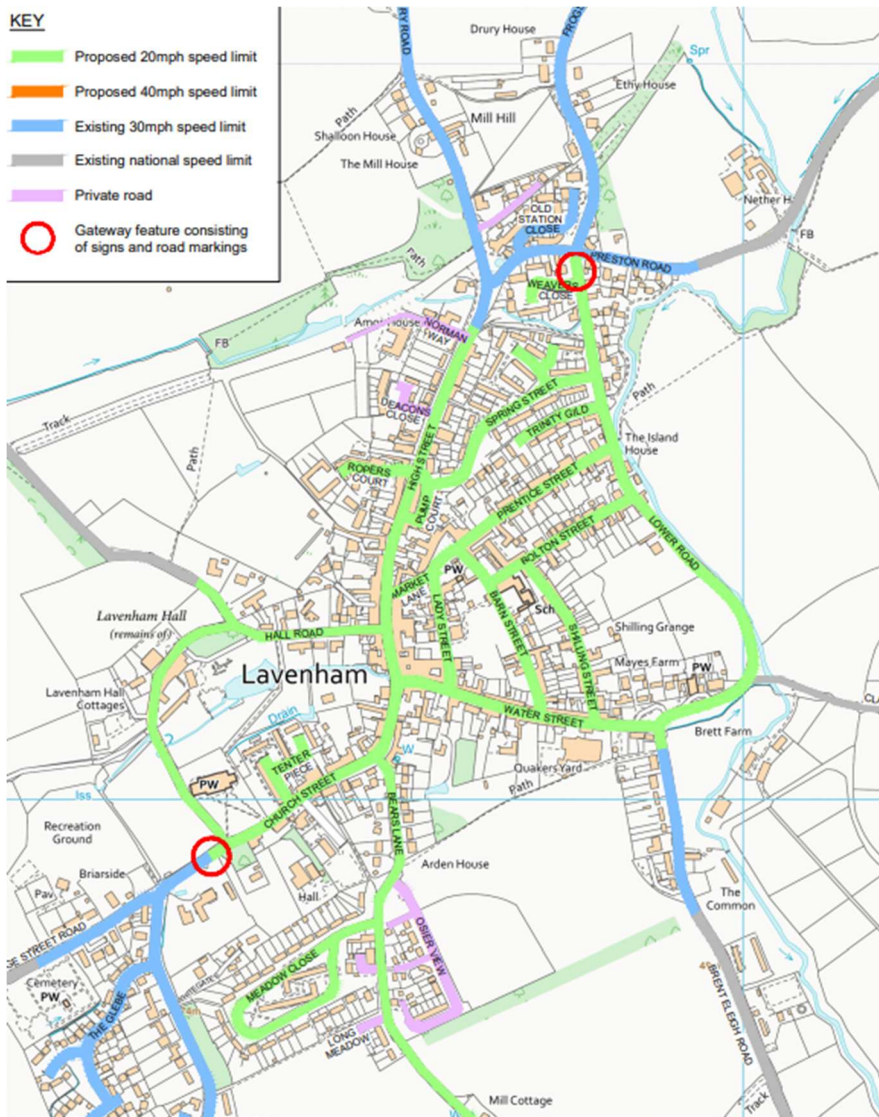 KEY
Proposed 20mph speed limit
Proposed 40mph speed limit
Existing 30mph speed limit
Existing national speed limit
Private road
Gateway feature consisting
of signs and road markings
RY ROAD
FROG
Drury House
Spr
Ethy House
Path
Mill Hill
Shalloon House
The Mill House
Nether H
OLD
STATION
CLOSE
FB
Path
PRESTON ROAD
WEAVERS
CLOSE
NORMAN
WAY
FB
DEACONS
CLOSE
SPRING STREET
Path
Track
Path
TRINITY GILD
The Island
House
HIGH STREET
ROPERS
COURT
PUMP
COURT
PRENTICE STREET
BOLTON STREET
LOWER ROAD
MARKET
LANE
PW
LADY STREET
BARN STREET
Sch
SHILLING STREET
Lavenham Hall
(remains of)
HALL ROAD
Shilling Grange
Mayes Farm
PW
Lavenham
Lavenham Hall
Cottages
WATER STREET
CLA
Drain
Brett Farm
TENTER
PIECE
W
Quakers Yard
PW
CHURCH STREET
Path
Iss
BEARS LANE
Recreation
Ground
Briarside
Arden House
Pav
Hall
The
Common
SE STREET ROAD
OSIER VIEW
Cemetery
PW
MEADOW CLOSE
THE GLEBE
BRENT ELEIGH ROAD
LONG
MEADOW
Mill Cottage
Track
W